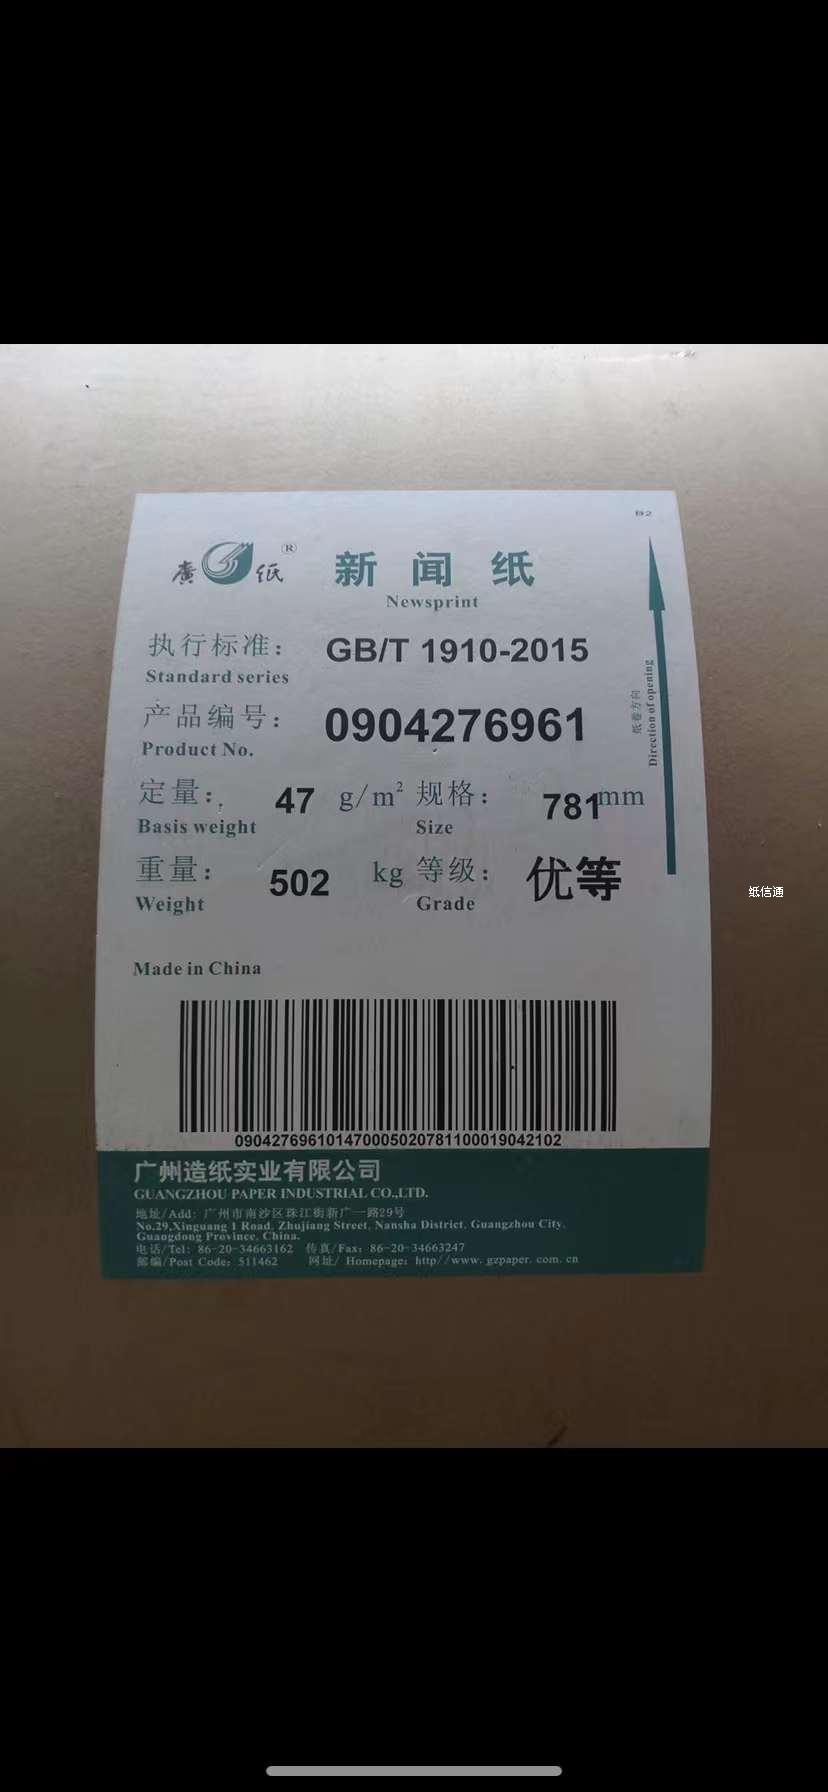 B2
廣 纸 ®
新闻纸
Newsprint
执行标准： GB/T 1910-2015
Standard series
产品编号： 0904276961
Product No.
定量： 47 g/m² 规格： 781mm
Basis weight Size
重量： 502 kg 等级： 优等
Weight Grade
纸卷方向
Direction of opening
纸信通
Made in China
090427696101470005020781100019042102
广州造纸实业有限公司
GUANGZHOU PAPER INDUSTRIAL CO.,LTD.
地址/Add: 广州市南沙区珠江街新广一路29号
No.29,Xinguang 1 Road, Zhujiang Street, Nansha District, Guangzhou City,
Guangdong Province, China.
电话/Tel: 86-20-34663162 传真/Fax: 86-20-34663247
邮编/Post Code: 511462 网址/ Homepage: http//www.gzpaper.com.cn